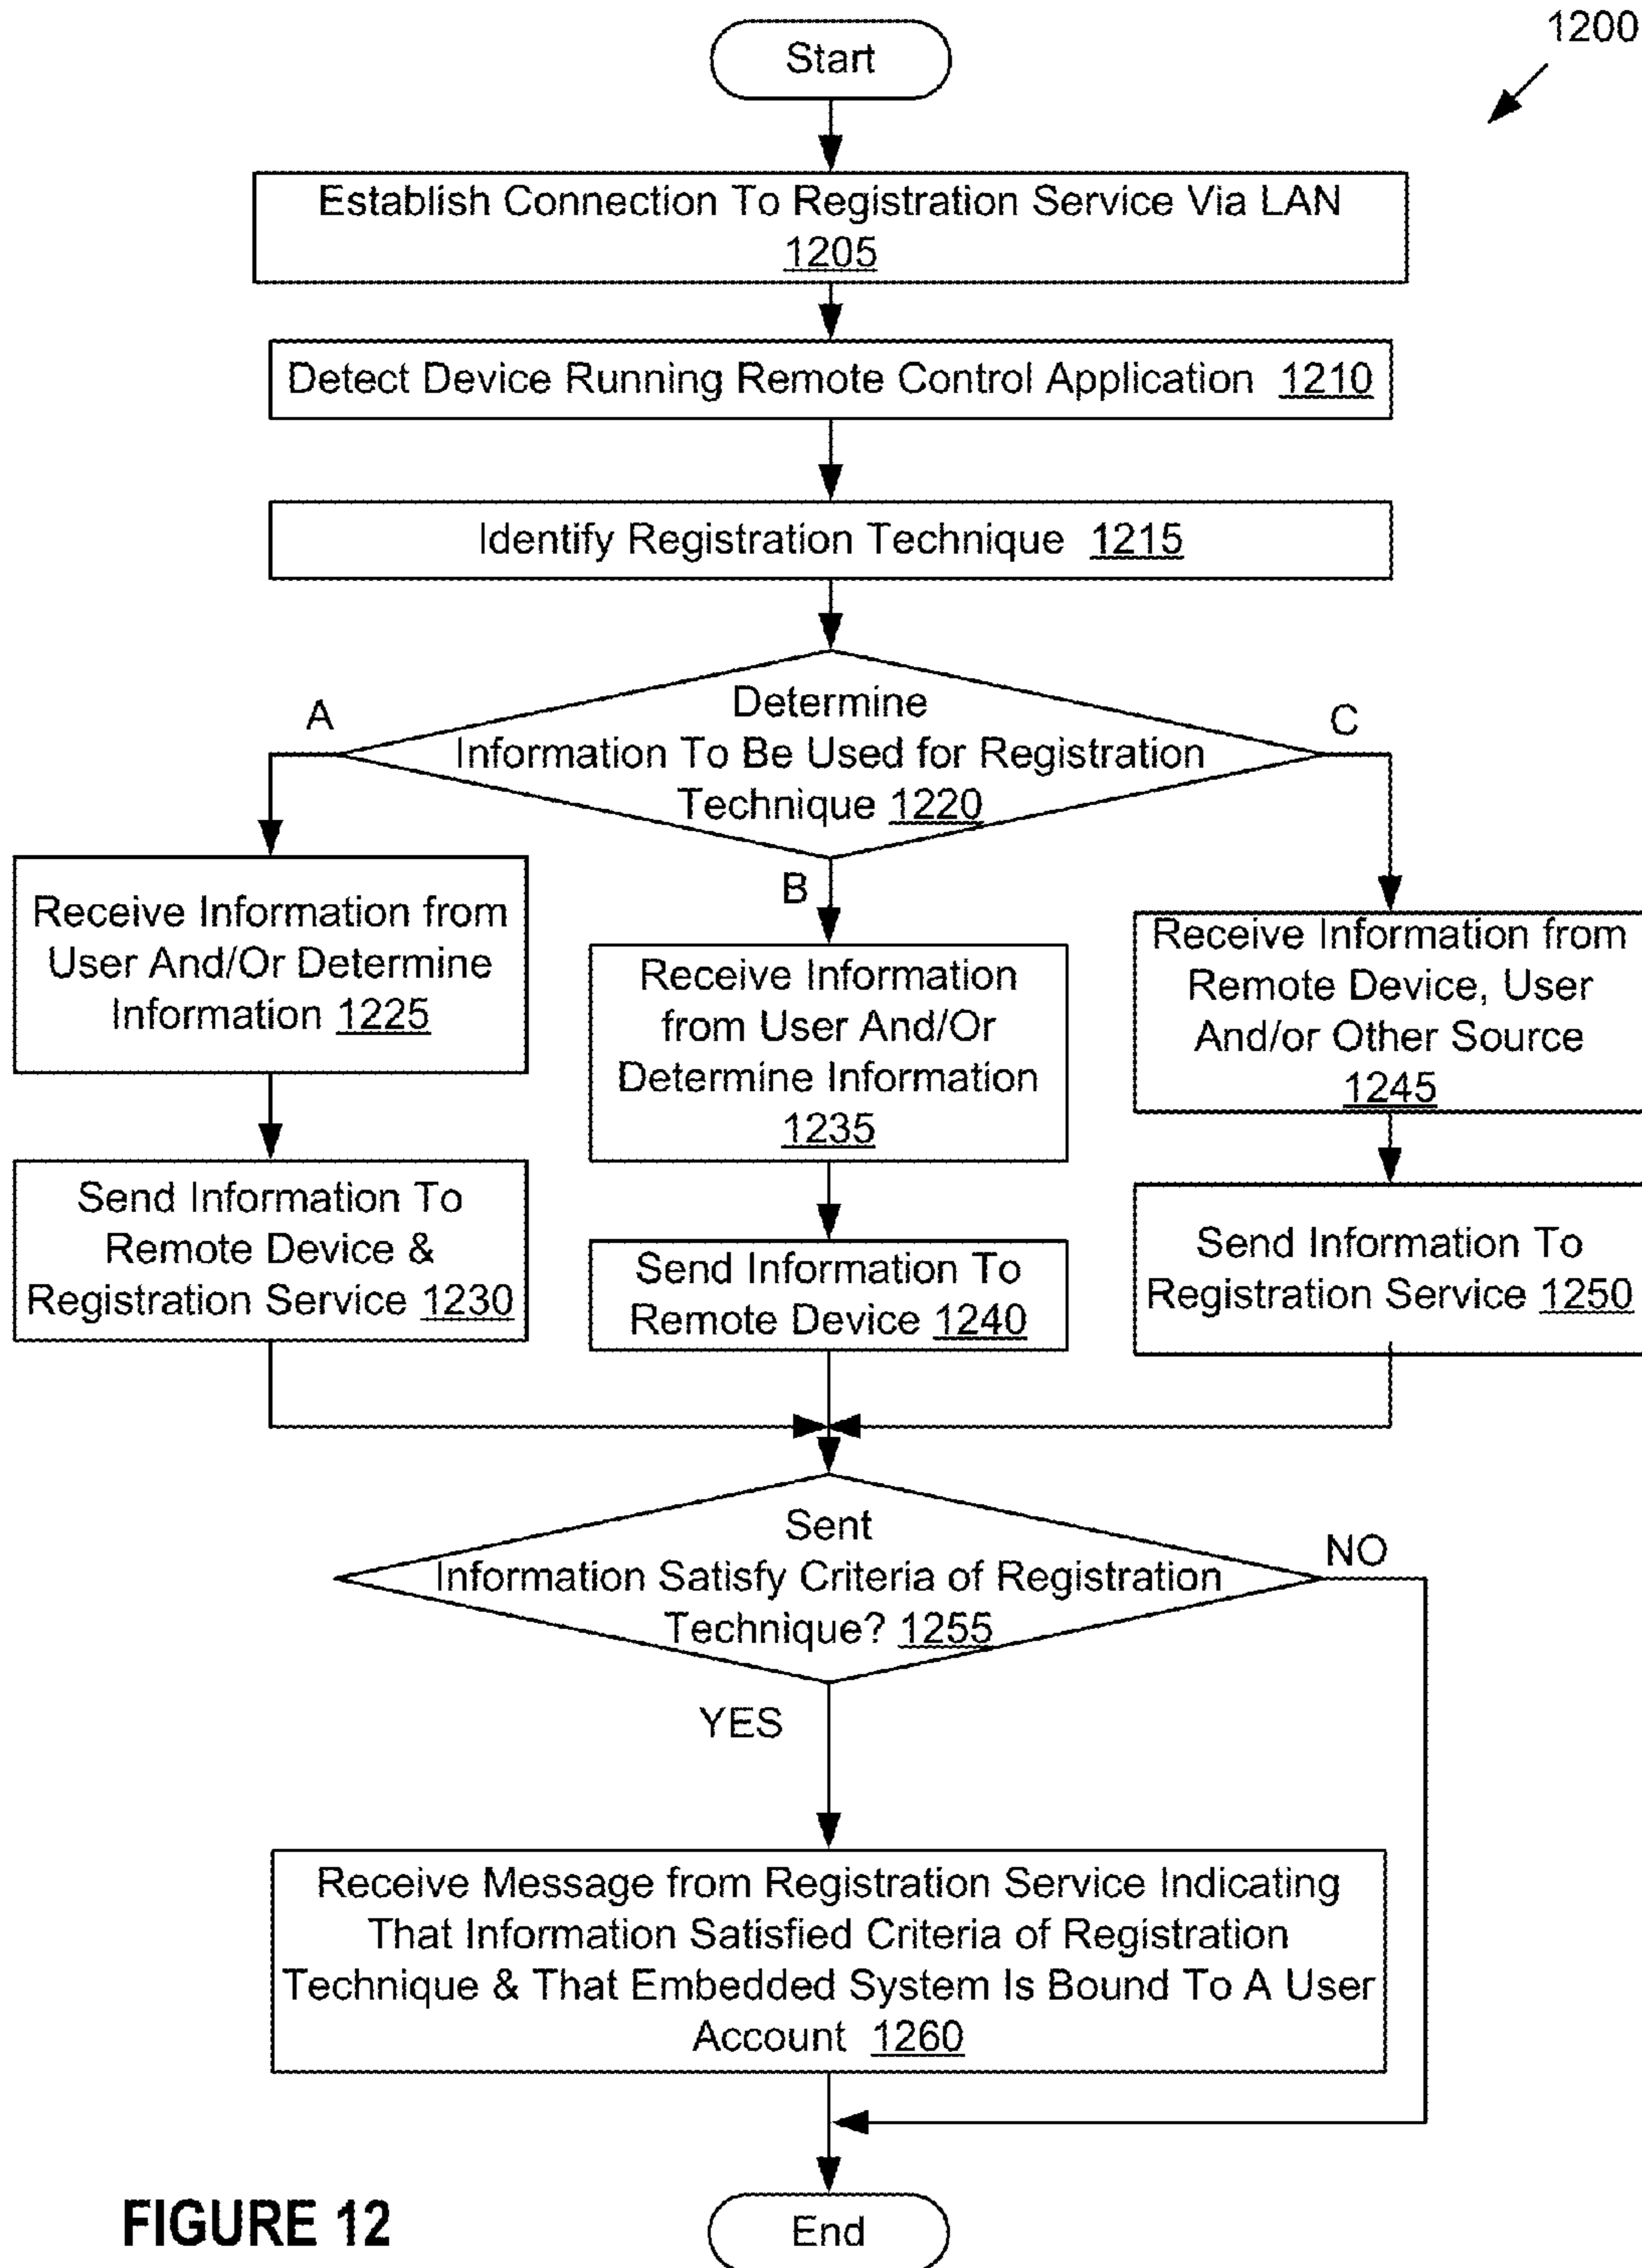 1200
Start
Establish Connection To Registration Service Via LAN
1205
Detect Device Running Remote Control Application 1210
Identify Registration Technique 1215
Determine
Information To Be Used for Registration
Technique 1220
A
B
C
Receive Information from
User And/Or Determine
Information 1225
Send Information To
Remote Device &
Registration Service 1230
Receive Information
from User And/Or
Determine Information
1235
Send Information To
Remote Device 1240
Receive Information from
Remote Device, User
And/or Other Source
1245
Send Information To
Registration Service 1250
Sent
Information Satisfy Criteria of Registration
Technique? 1255
NO
YES
Receive Message from Registration Service Indicating
That Information Satisfied Criteria of Registration
Technique & That Embedded System Is Bound To A User
Account 1260
End
FIGURE 12